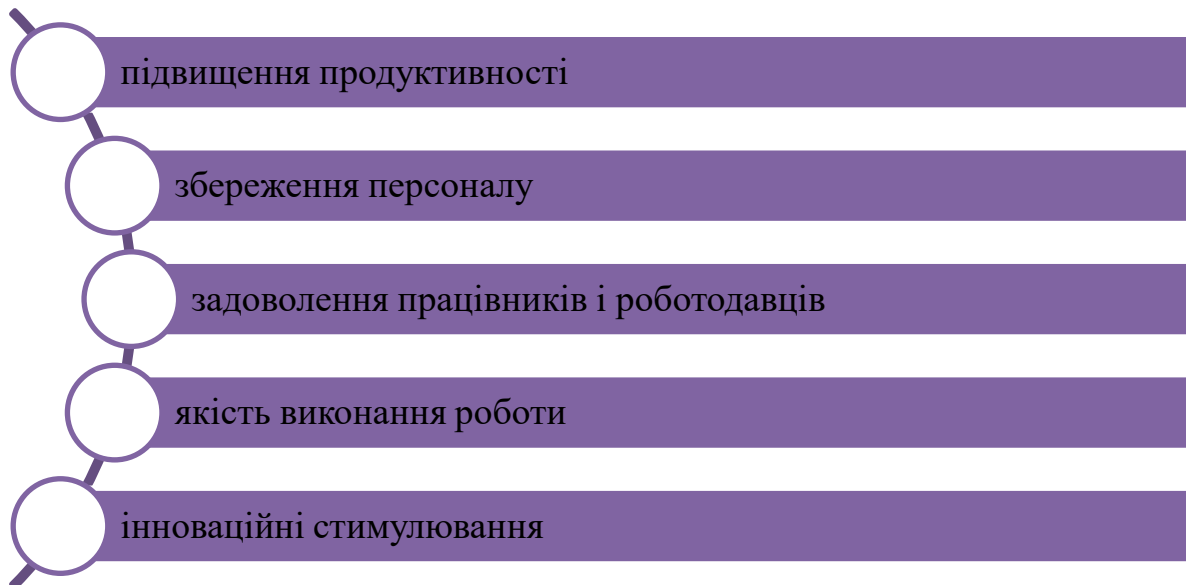 підвищення продуктивності
збереження персоналу
задоволення працівників і роботодавців
якість виконання роботи
інноваційні стимулювання